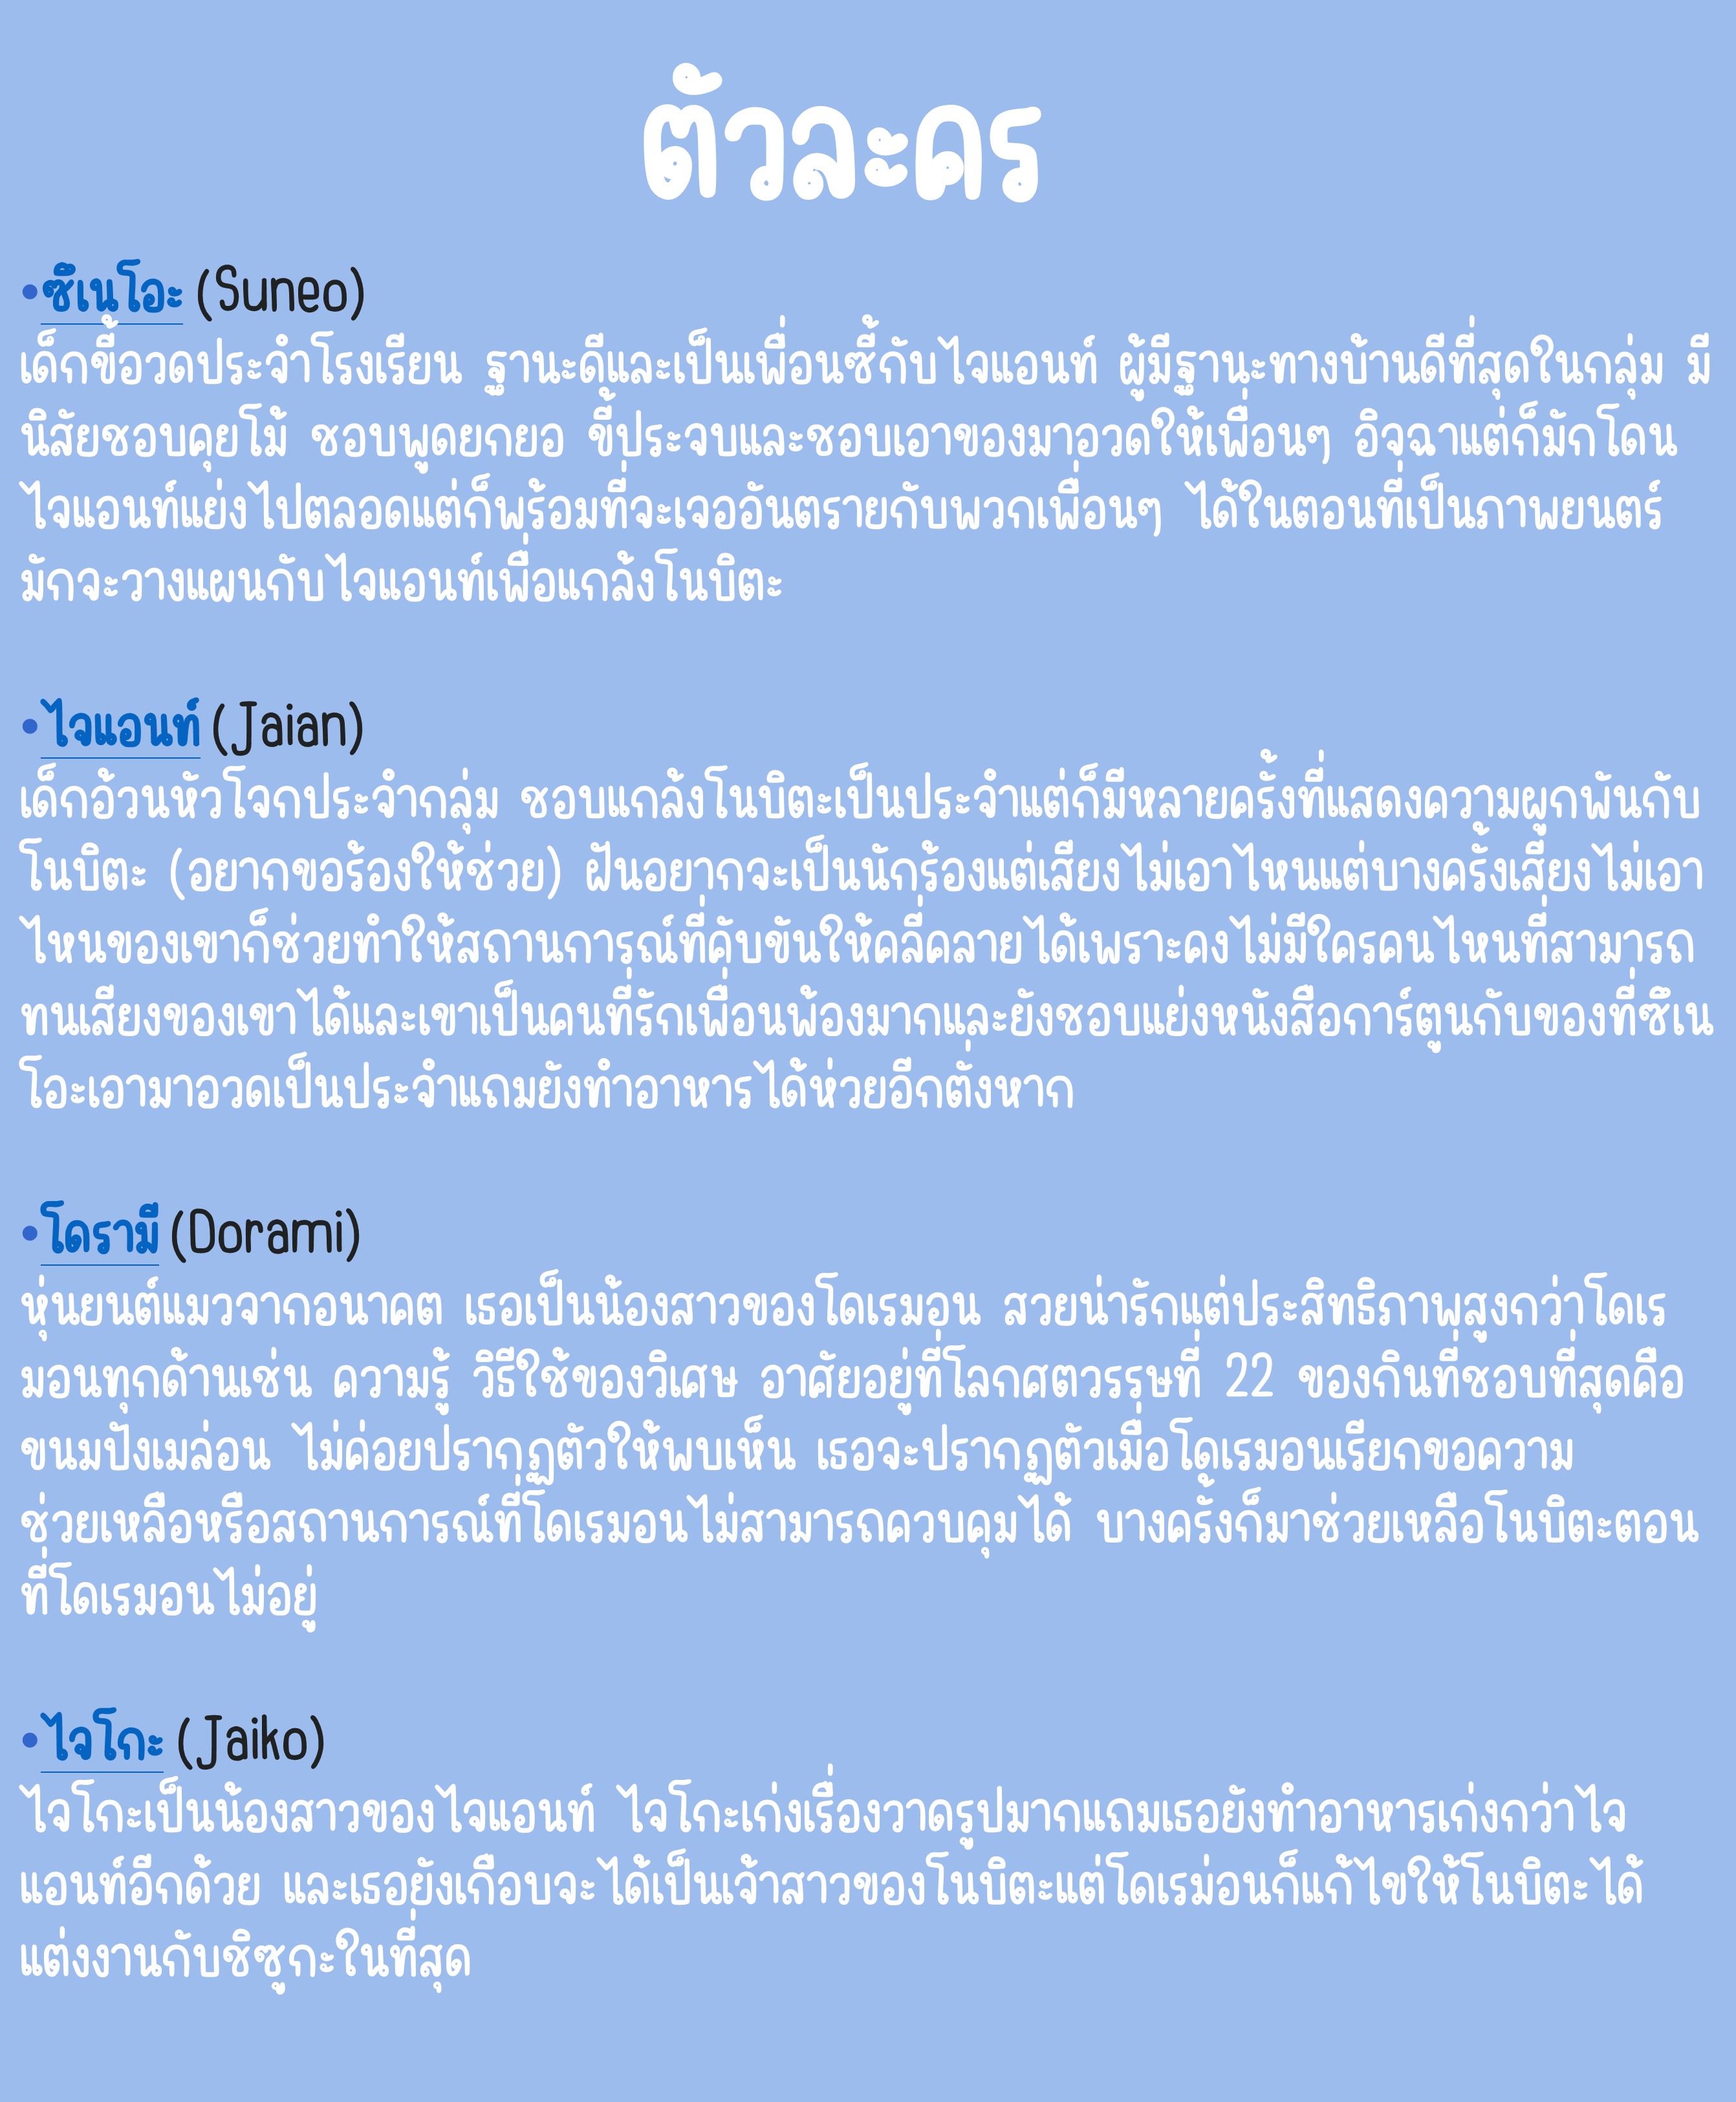 ตัวละคร
•ซึเนโอะ (Suneo)
เด็กขี้อวดประจำโรงเรียน ฐานะดีและเป็นเพื่อนซี้กับไจแอนท์ ผู้มีฐานะทางบ้านดีที่สุดในกลุ่ม มี
นิสัยชอบคุยโม้ ชอบพูดยกยอ ขี้ประจบและชอบเอาของมาอวดให้เพื่อนๆ อิจฉาแต่ก็มักโดน
ไจแอนท์แย่งไปตลอดแต่ก็พร้อมที่จะเจออันตรายกับพวกเพื่อนๆ ได้ในตอนที่เป็นภาพยนตร์
มักจะวางแผนกับไจแอนท์เพื่อแกล้งโนบิตะ
•ไจแอนท์ (Jaian)
เด็กอ้วนหัวโจกประจำกลุ่ม ชอบแกล้งโนบิตะเป็นประจำแต่ก็มีหลายครั้งที่แสดงความผูกพันกับ
โนบิตะ (อยากขอร้องให้ช่วย) ฝันอยากจะเป็นนักร้องแต่เสียงไม่เอาไหนแต่บางครั้งเสียงไม่เอา
ไหนของเขาก็ช่วยทำให้สถานการณ์ที่คับขันให้คลี่คลายได้เพราะคงไม่มีใครคนไหนที่สามารถ
ทนเสียงของเขาได้และเขาเป็นคนที่รักเพื่อนพ้องมากและยังชอบแย่งหนังสือการ์ตูนกับของที่ซึเน
โอะเอามาอวดเป็นประจำแถมยังทำอาหารได้ห่วยอีกตั่งหาก
•โดรามี (Dorami)
หุ่นยนต์แมวจากอนาคต เธอเป็นน้องสาวของโดเรมอน สวยน่ารักแต่ประสิทธิภาพสูงกว่าโดเร
มอนทุกด้านเช่น ความรู้ วิธีใช้ของวิเศษ อาศัยอยู่ที่โลกศตวรรษที่ 22 ของกินที่ชอบที่สุดคือ
ขนมปังเมล่อน ไม่ค่อยปรากฏตัวให้พบเห็น เธอจะปรากฏตัวเมื่อโดเรมอนเรียกขอความ
ช่วยเหลือหรือสถานการณ์ที่โดเรมอนไม่สามารถควบคุมได้ บางครั้งก็มาช่วยเหลือโนบิตะตอน
ที่โดเรมอนไม่อยู่
•ไจโกะ (Jaiko)
ไจโกะเป็นน้องสาวของไจแอนท์ ไจโกะเก่งเรื่องวาดรูปมากแถมเธอยังทำอาหารเก่งกว่าไจ
แอนท์อีกด้วย และเธอยังเกือบจะได้เป็นเจ้าสาวของโนบิตะแต่โดเรม่อนก็แก้ไขให้โนบิตะได้
แต่งงานกับชิซูกะในที่สุด